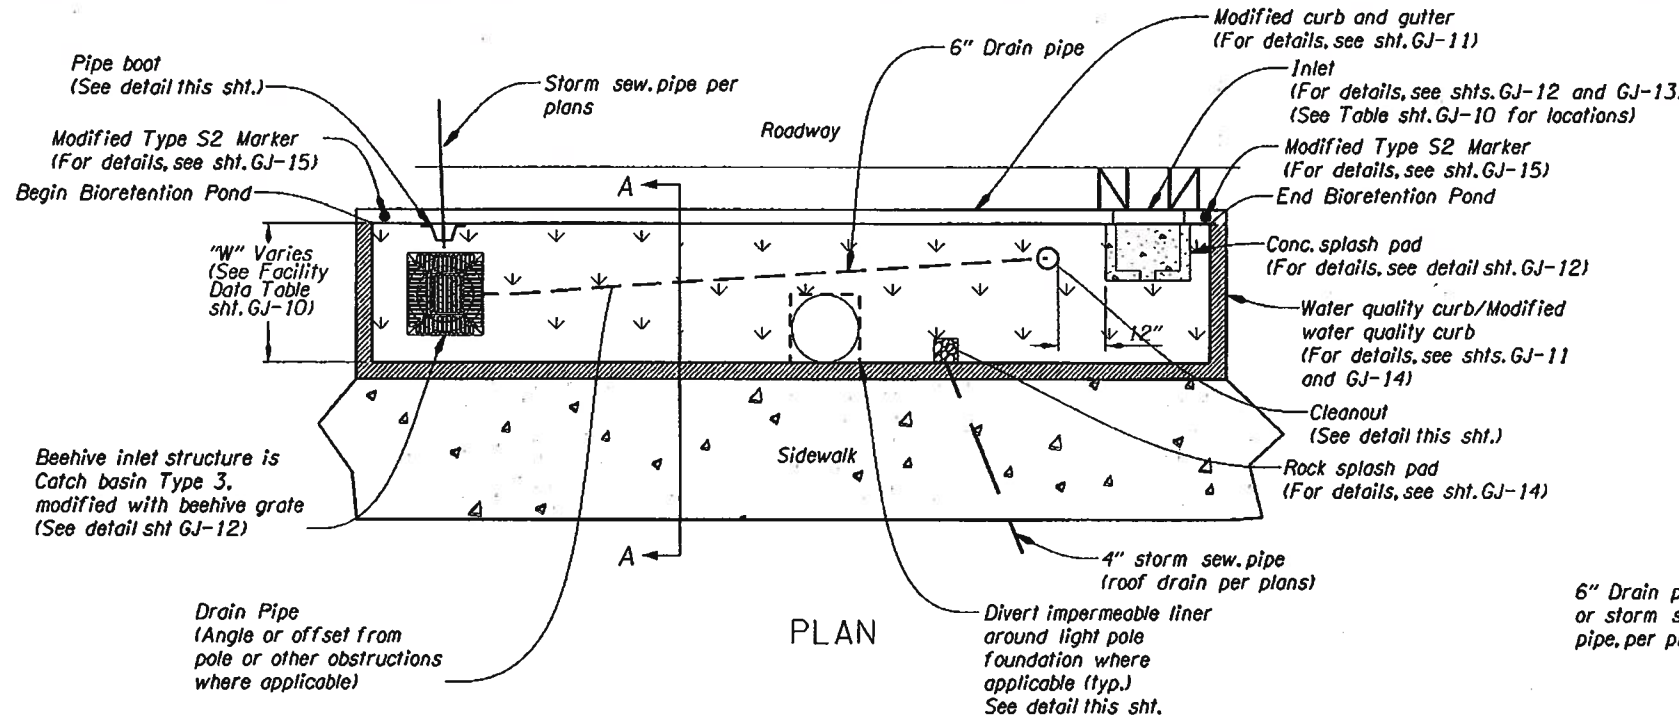 Modified curb and gutter
(For details, see sht. GJ-11)
6" Drain pipe
Pipe boot
(See detail this sht.)
Storm sew. pipe per
plans
Inlet
(For details, see shts. GJ-12 and GJ-13.
(See Table sht. GJ-10 for locations)
Roadway
Modified Type S2 Marker
(For details, see sht. GJ-15)
Modified Type S2 Marker
(For details, see sht. GJ-15)
Begin Bioretention Pond
A
End Bioretention Pond
"W" Varies
(See Facility
Data Table
sht. GJ-10)
Conc. splash pad
(For details, see detail sht. GJ-12)
Water quality curb/Modified
water quality curb
(For details, see shts. GJ-11
and GJ-14)
12"
Cleanout
(See detail this sht.)
Sidewalk
Rock splash pad
(For details, see sht. GJ-14)
Beehive inlet structure is
Catch basin Type 3,
modified with beehive grate
(See detail sht GJ-12)
A
4" storm sew. pipe
(roof drain per plans)
Drain Pipe
(Angle or offset from
pole or other obstructions
where applicable)
PLAN
Divert impermeable liner
around light pole
foundation where
applicable (typ.)
See detail this sht.
6" Drain p
or storm s
pipe, per p